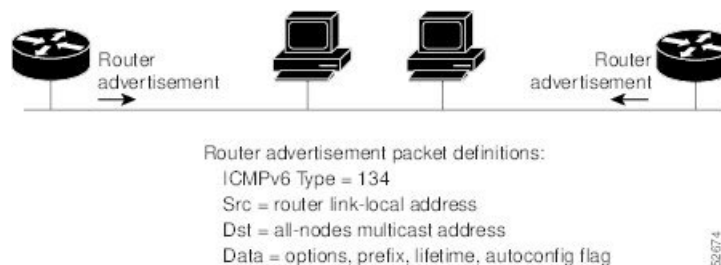 Router
advertisement
Router
advertisement
Router advertisement packet definitions:
ICMPv6 Type = 134
Src = router link-local address
Dst = all-nodes multicast address
Data = options, prefix, lifetime, autoconfig flag
52674